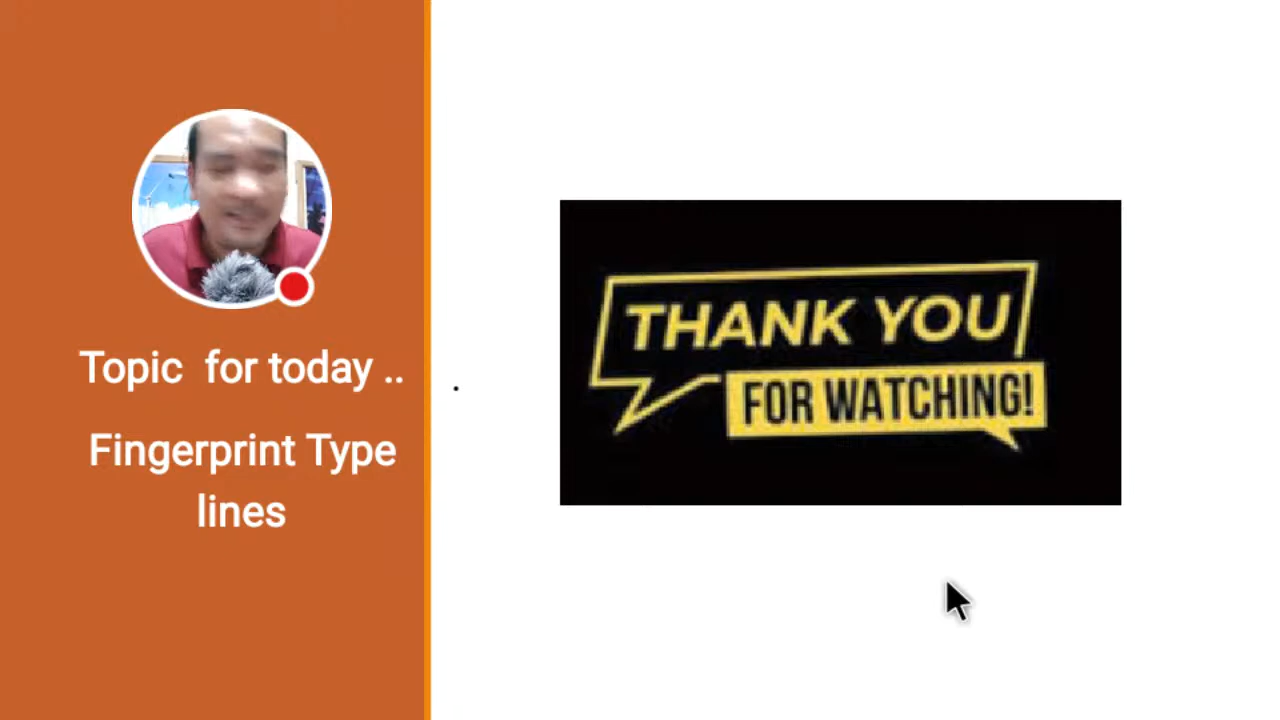 Topic  for today ..
Fingerprint Type
lines
.
THANK YOU
FOR WATCHING!